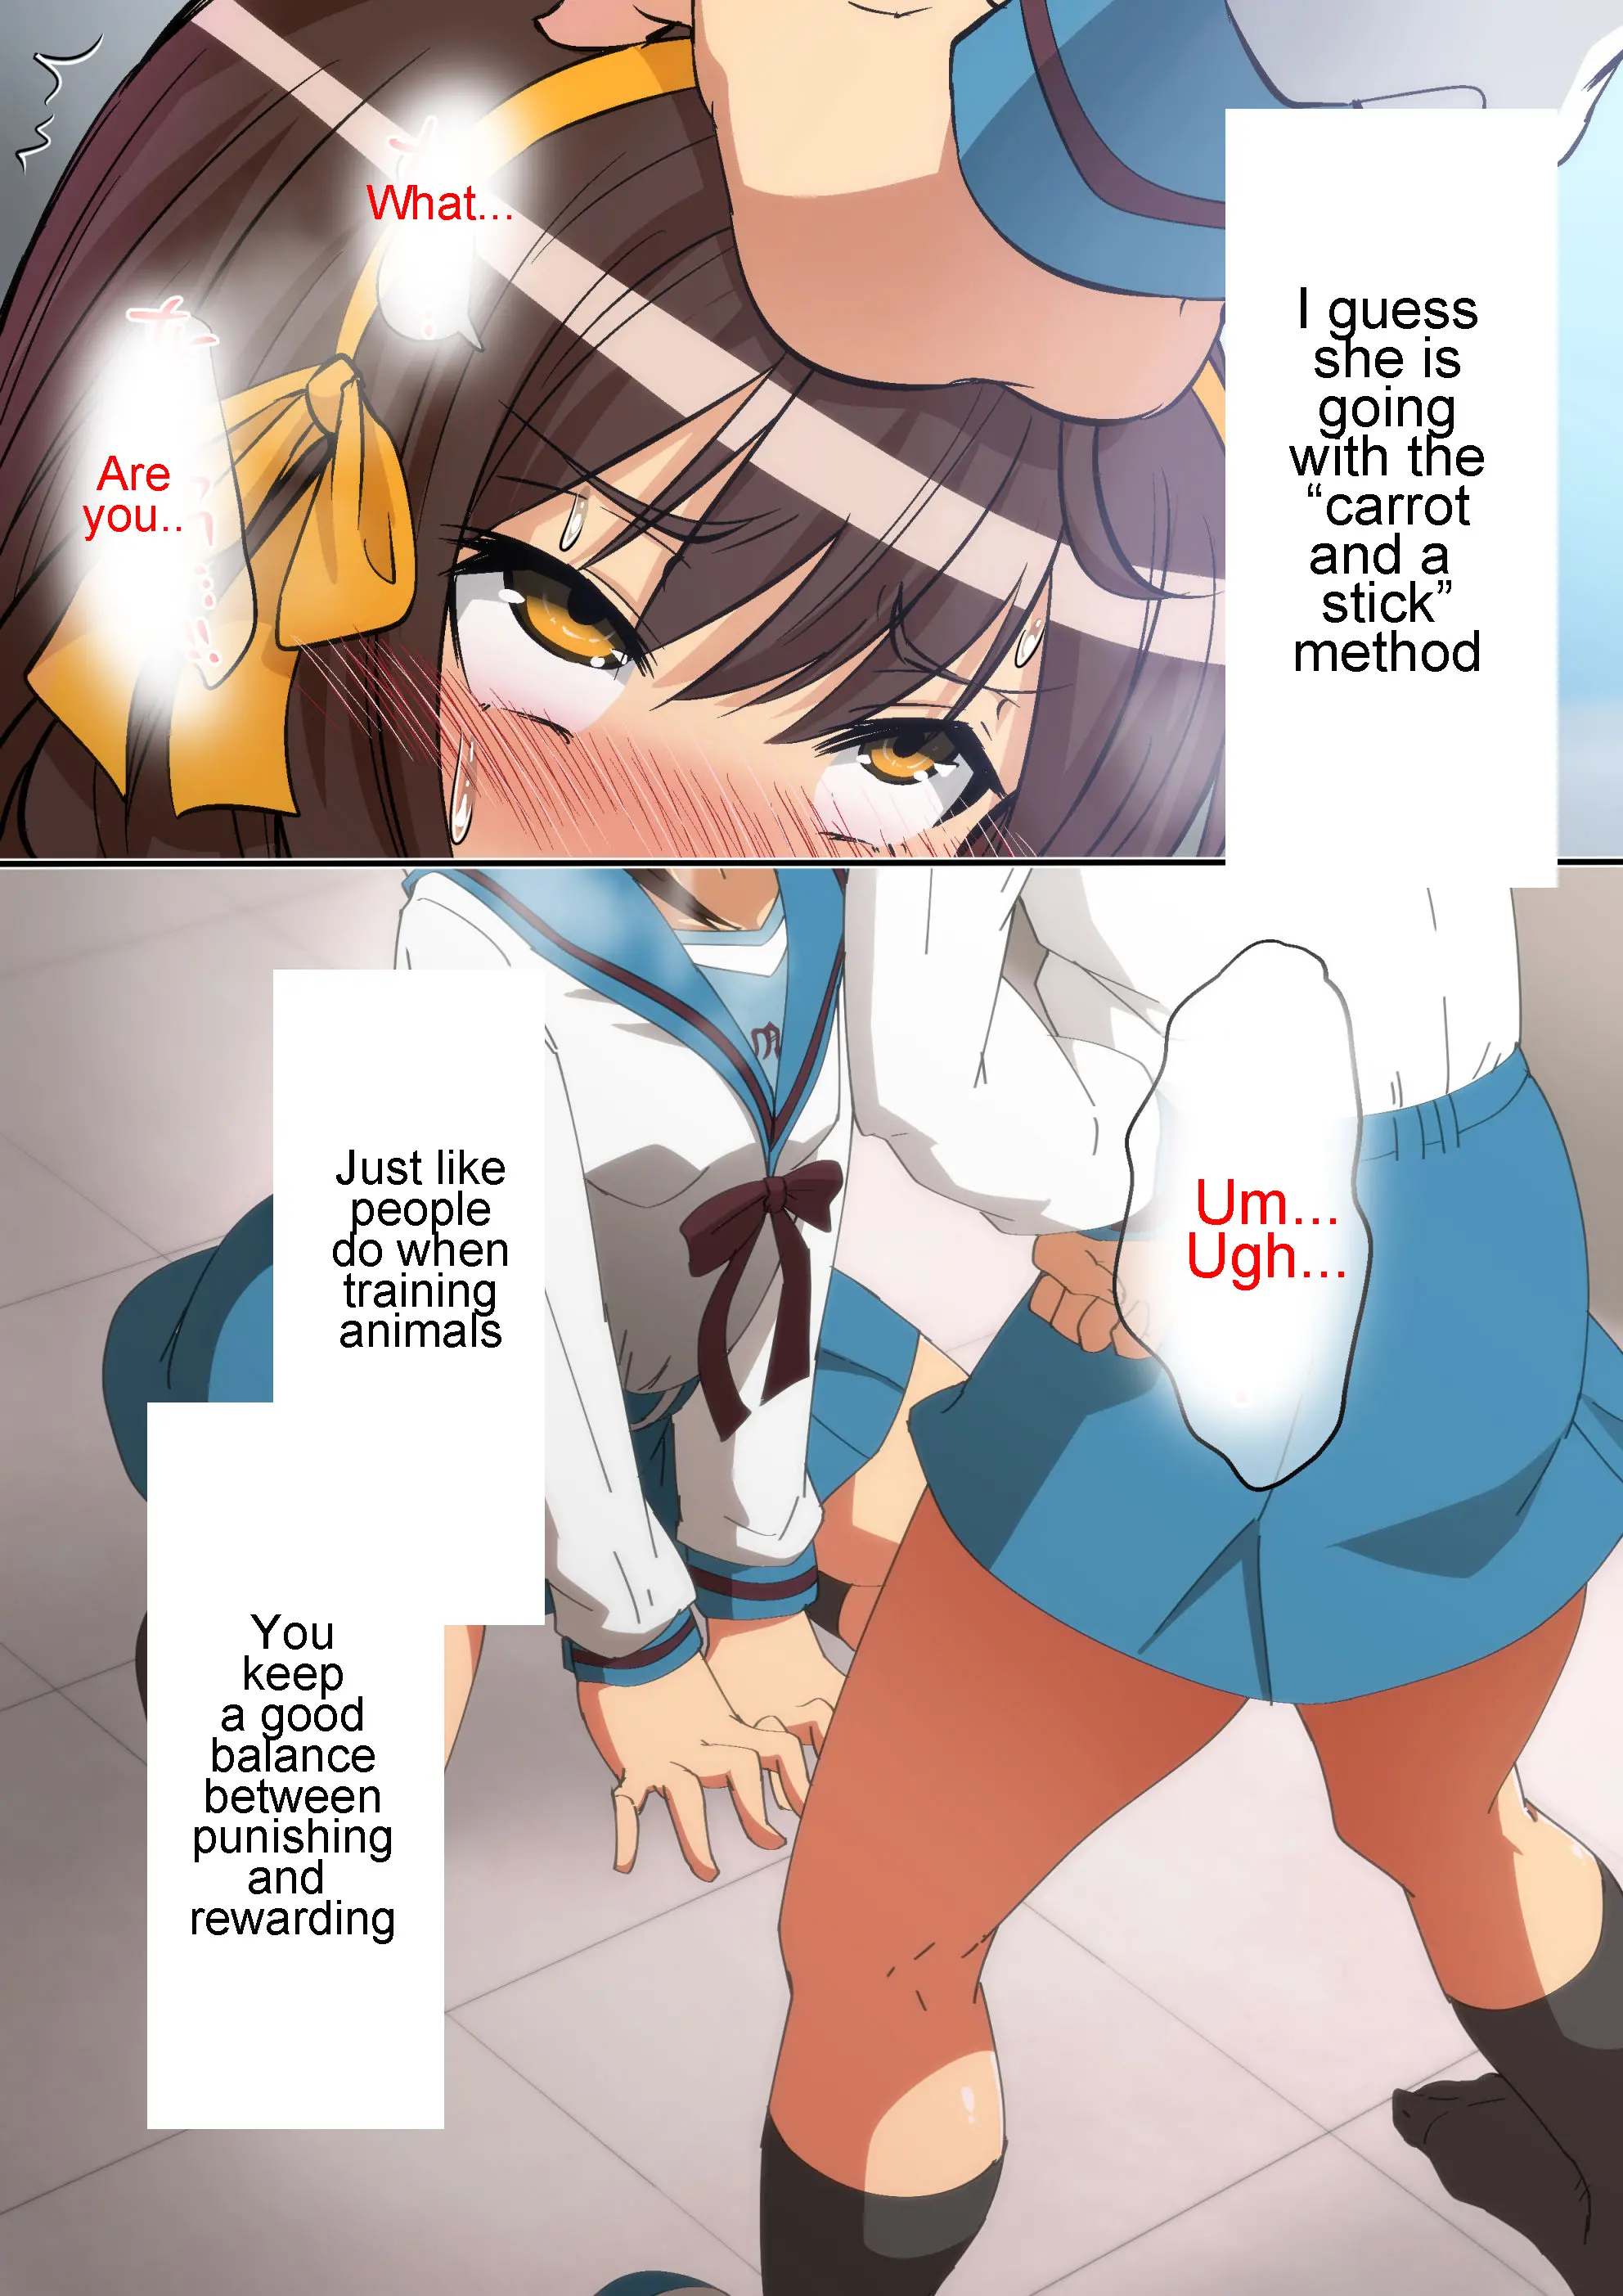 I guess
she is
going
with the
“carrot
and a
stick”
method
What...
Are
you..
Um...
Ugh...
Just like
people
do when
training
animals
You
keep
a good
balance
between
punishing
and
rewarding